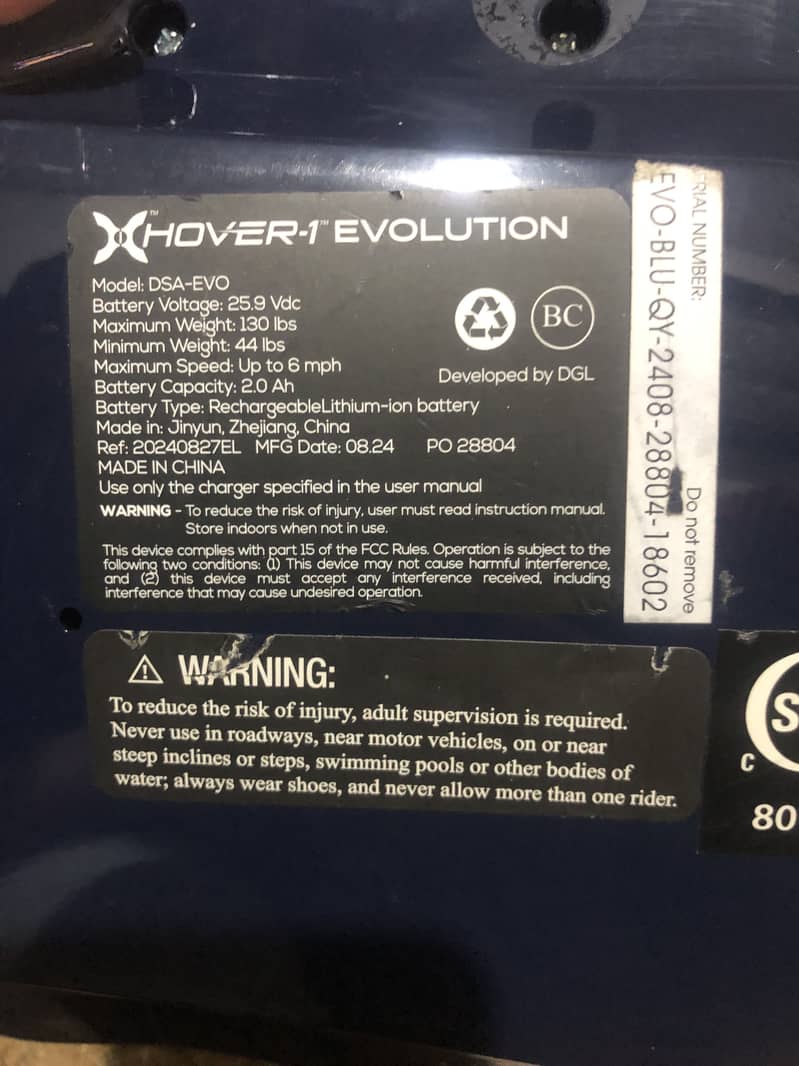 HOVER-1™ EVOLUTION
Model: DSA-EVO
Battery Voltage: 25.9 Vdc
Maximum Weight: 130 lbs
Minimum Weight: 44 lbs
Maximum Speed: Up to 6 mph
Battery Capacity: 2.0 Ah
Battery Type: RechargeableLithium-ion battery
Made in: Jinyun, Zhejiang, China
Ref: 20240827EL MFG Date: 08.24 PO 28804
MADE IN CHINA
Use only the charger specified in the user manual
WARNING - To reduce the risk of injury, user must read instruction manual.
Store indoors when not in use.
This device complies with part 15 of the FCC Rules. Operation is subject to the
following two conditions: (1) This device may not cause harmful interference,
and (2) this device must accept any interference received, including
interference that may cause undesired operation.
BC
Developed by DGL
ERIAL NUMBER:
EVO-BLU-QY-2408-28804-18602
Do not remove
WARNING:
To reduce the risk of injury, adult supervision is required.
Never use in roadways, near motor vehicles, on or near
steep inclines or steps, swimming pools or other bodies of
water; always wear shoes, and never allow more than one rider.
S
C
80